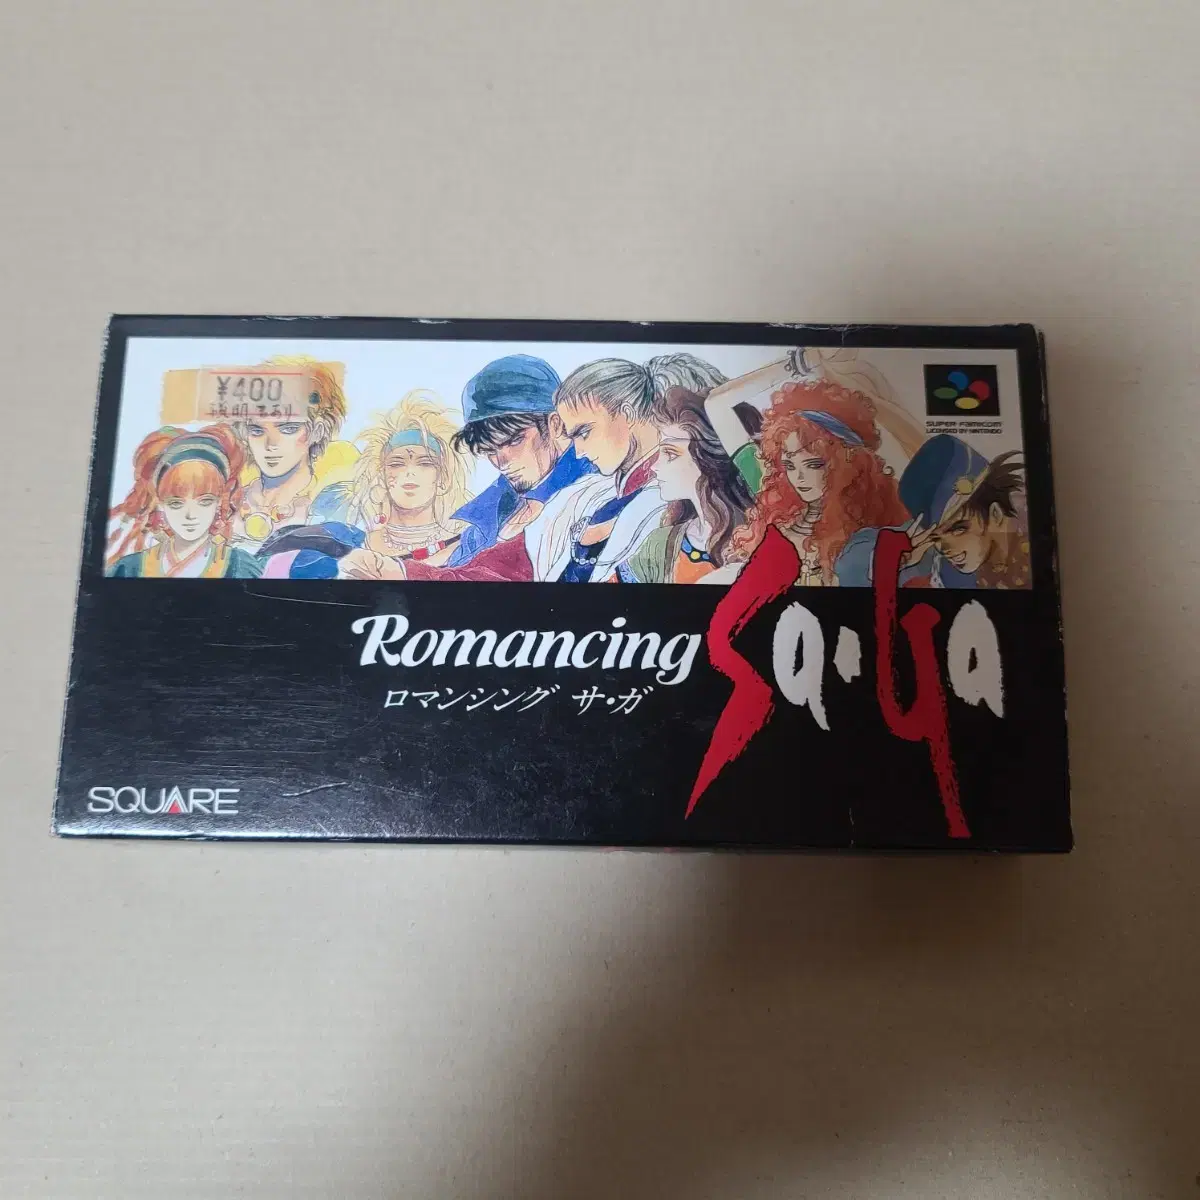 ¥400
説明書あり
SUPER FAMICOM
LICENSED BY NINTENDO
Romancing Sa·Ga
ロマンシング サ・ガ
SQUARE